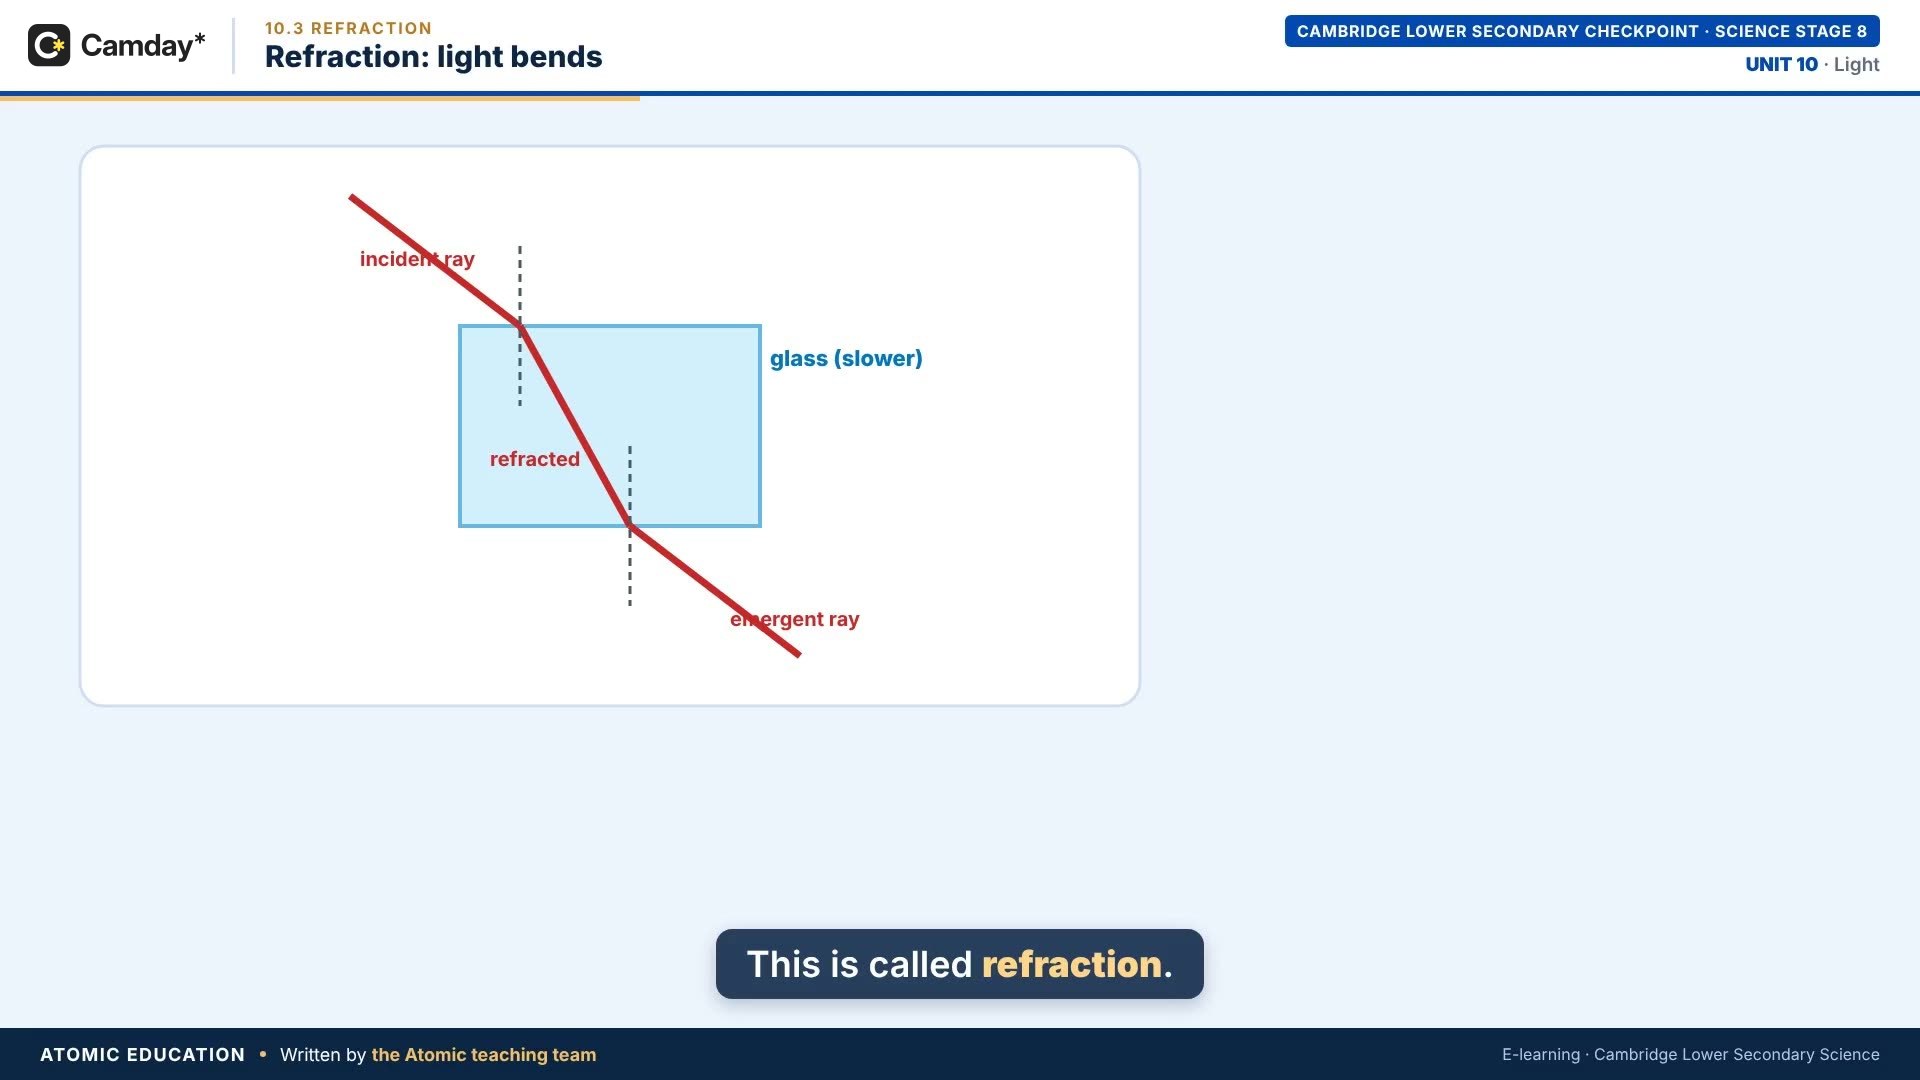 Camday*
10.3 REFRACTION
Refraction: light bends
CAMBRIDGE LOWER SECONDARY CHECKPOINT · SCIENCE STAGE 8
UNIT 10 · Light
incident ray
glass (slower)
refracted
emergent ray
This is called refraction.
ATOMIC EDUCATION • Written by the Atomic teaching team
E-learning · Cambridge Lower Secondary Science